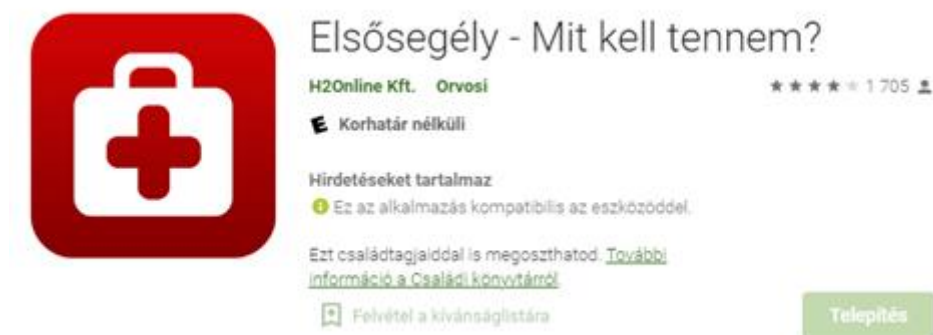 Elsősegély - Mit kell tennem?
H2Online Kft. Orvosi 1 705
E Korhatár nélküli
Hirdetéseket tartalmaz
Ez az alkalmazás kompatibilis az eszközöddel.
Ezt családtagjaiddal is megoszthatod. További
információ a Családi könyvtárról.
Felvétel a kívánságlistára
Telepítés